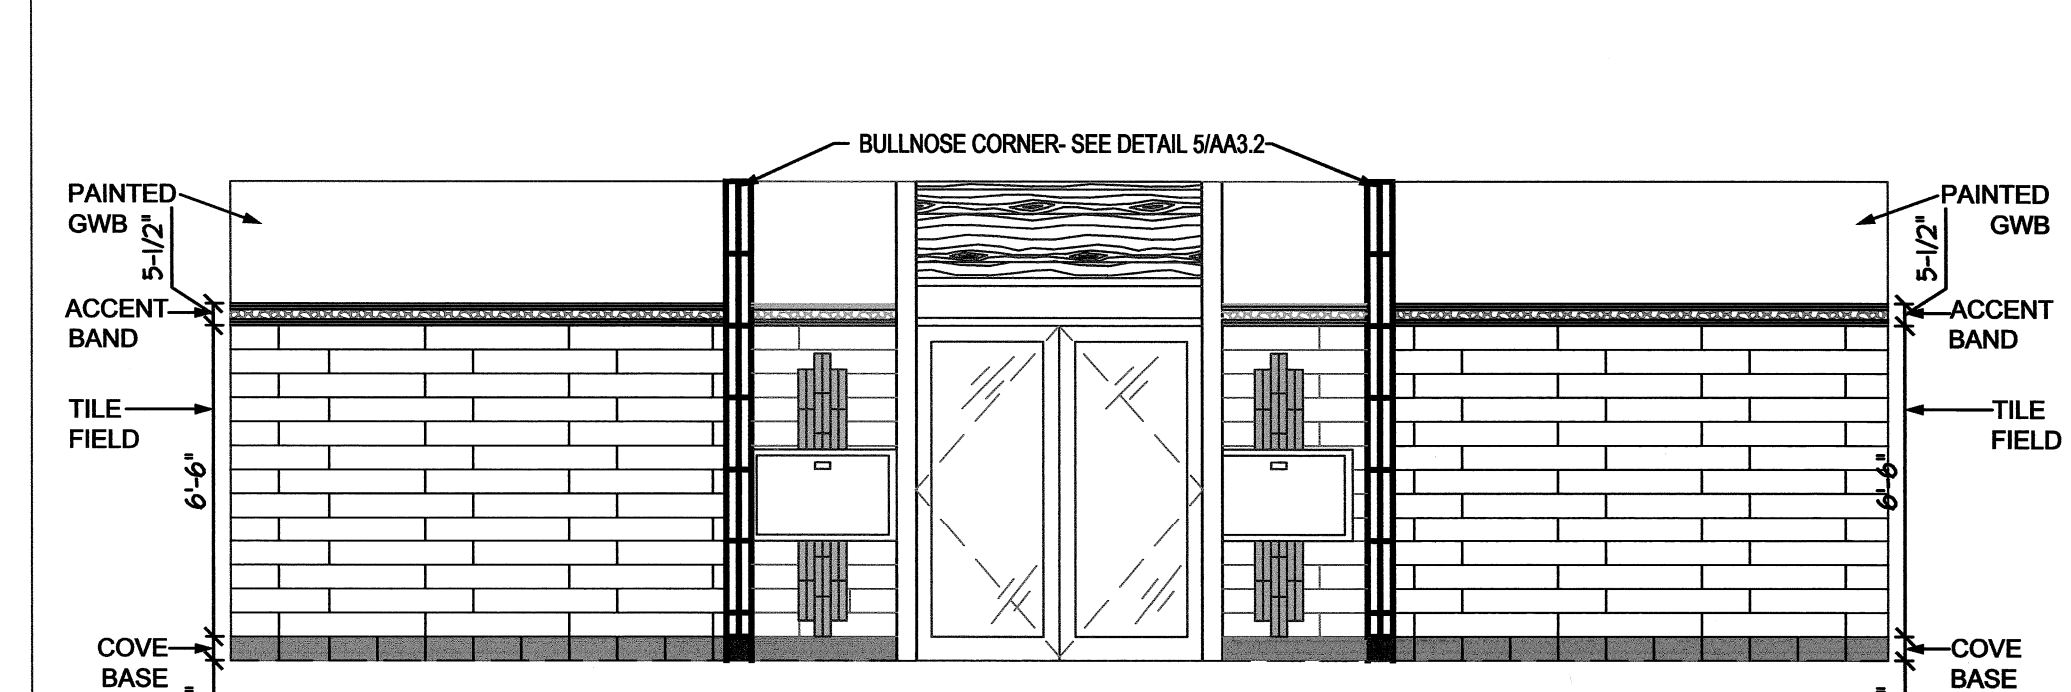 BULLNOSE CORNER- SEE DETAIL 5/AA3.2
PAINTED
GWB
5-1/2"
ACCENT
BAND
TILE
FIELD
6'-6"
COVE
BASE
"
PAINTED
GWB
5-1/2"
ACCENT
BAND
TILE
FIELD
6'-6"
COVE
BASE
"